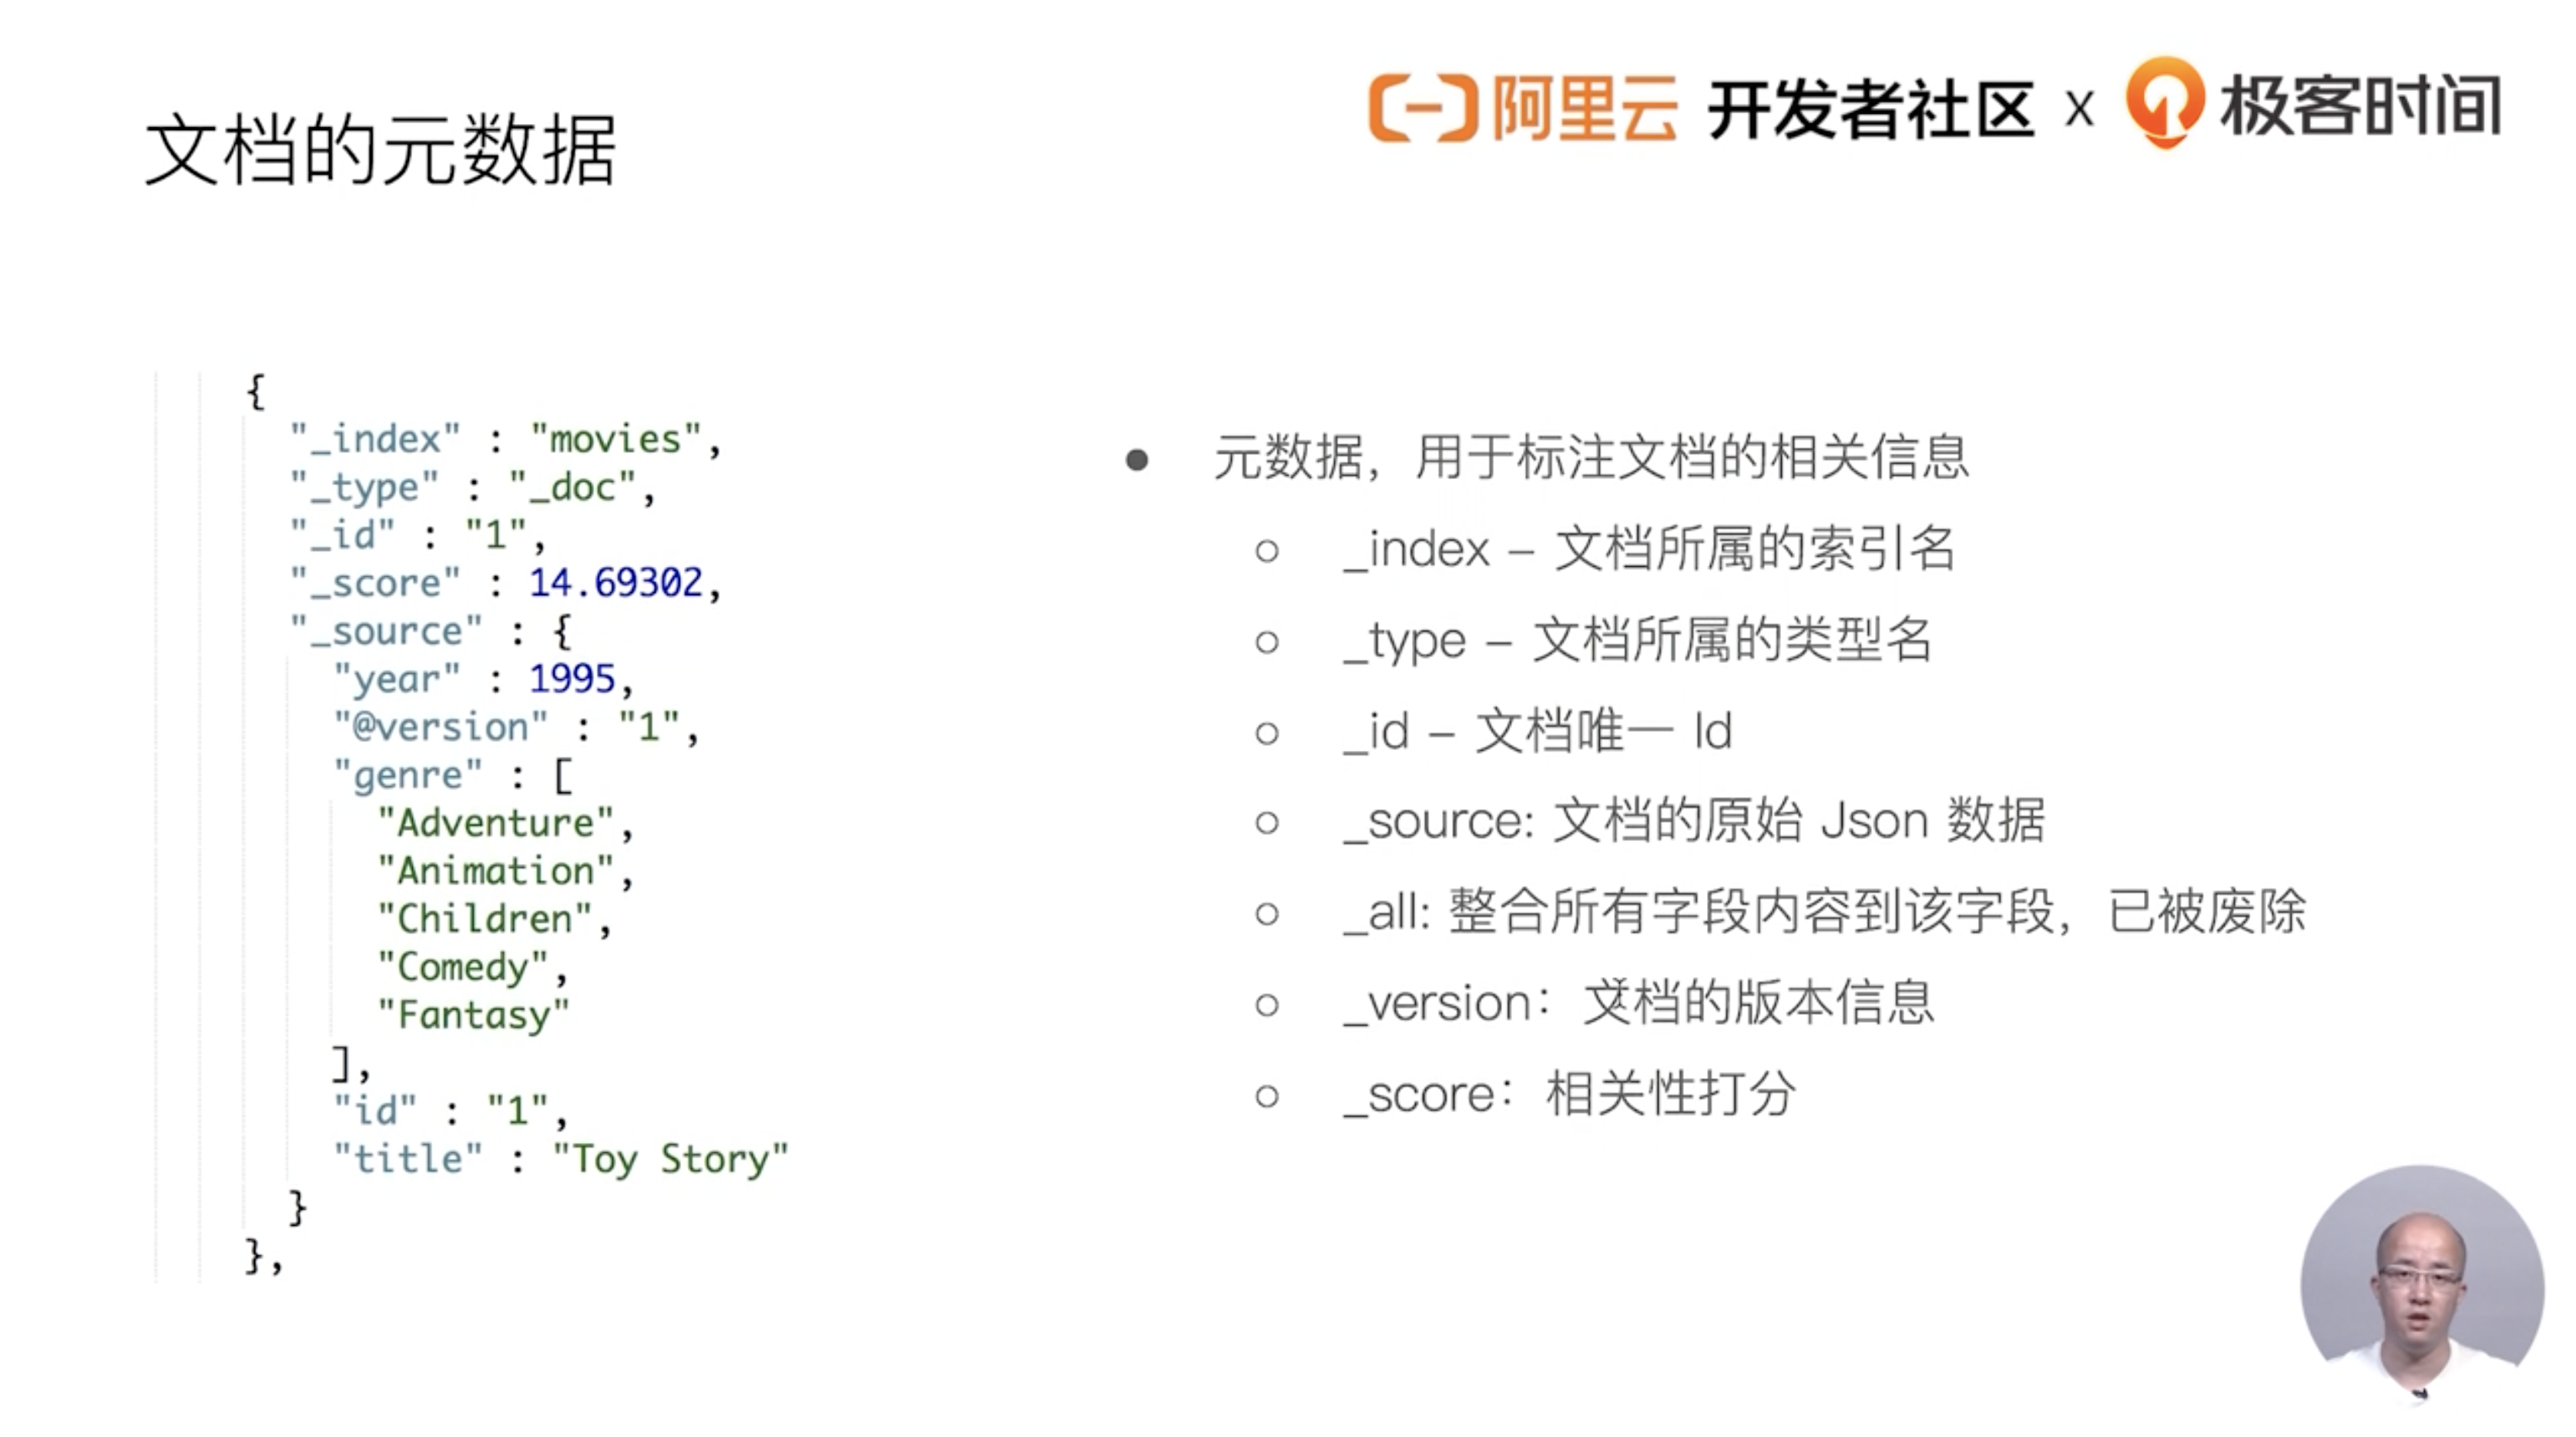 阿里云 开发者社区 X 极客时间
文档的元数据
{
"_index" : "movies",
"_type" : "_doc",
"_id" : "1",
"_score" : 14.69302,
"_source" : {
"year" : 1995,
"@version" : "1",
"genre" : [
"Adventure",
"Animation",
"Children",
"Comedy",
"Fantasy"
],
"id" : "1",
"title" : "Toy Story"
}
},
● 元数据，用于标注文档的相关信息
○ _index – 文档所属的索引名
○ _type – 文档所属的类型名
○ _id – 文档唯一 Id
○ _source: 文档的原始 Json 数据
○ _all: 整合所有字段内容到该字段，已被废除
○ _version：文档的版本信息
○ _score：相关性打分